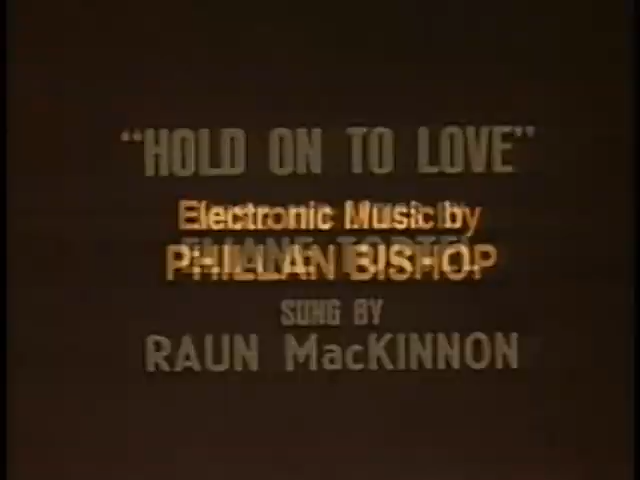 "HOLD ON TO LOVE"
Electronic Music by
PHILLAN BISHOP
SUNG BY
RAUN MacKINNON